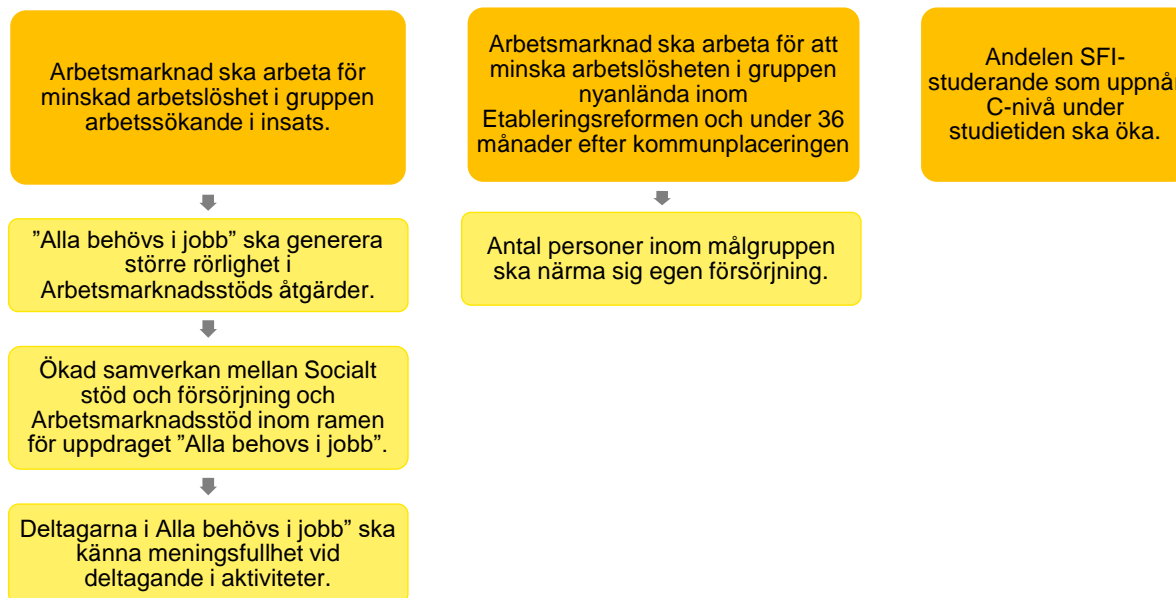 Arbetsmarknad ska arbeta för
minskad arbetslöshet i gruppen
arbetssökande i insats.
”Alla behövs i jobb” ska generera
större rörlighet i
Arbetsmarknadsstöds åtgärder.
Ökad samverkan mellan Socialt
stöd och försörjning och
Arbetsmarknadsstöd inom ramen
för uppdraget ”Alla behovs i jobb”.
Deltagarna i Alla behövs i jobb” ska
känna meningsfullhet vid
deltagande i aktiviteter.
Arbetsmarknad ska arbeta för att
minska arbetslösheten i gruppen
nyanlända inom
Etableringsreformen och under 36
månader efter kommunplaceringen
Antal personer inom målgruppen
ska närma sig egen försörjning.
Andelen SFI-
studerande som uppnår
C-nivå under
studietiden ska öka.